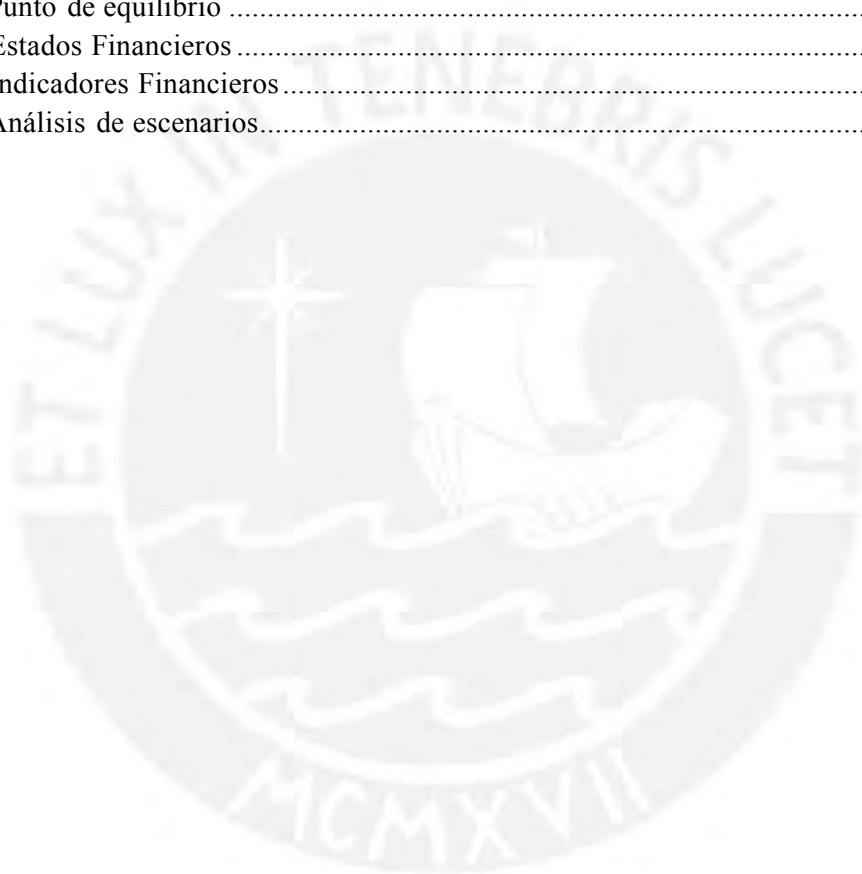 Punto de equilibrio
Estados Financieros
Indicadores Financieros
Análisis de escenarios
ET LUX IN TENEBRIS LUCET
MCMXVII